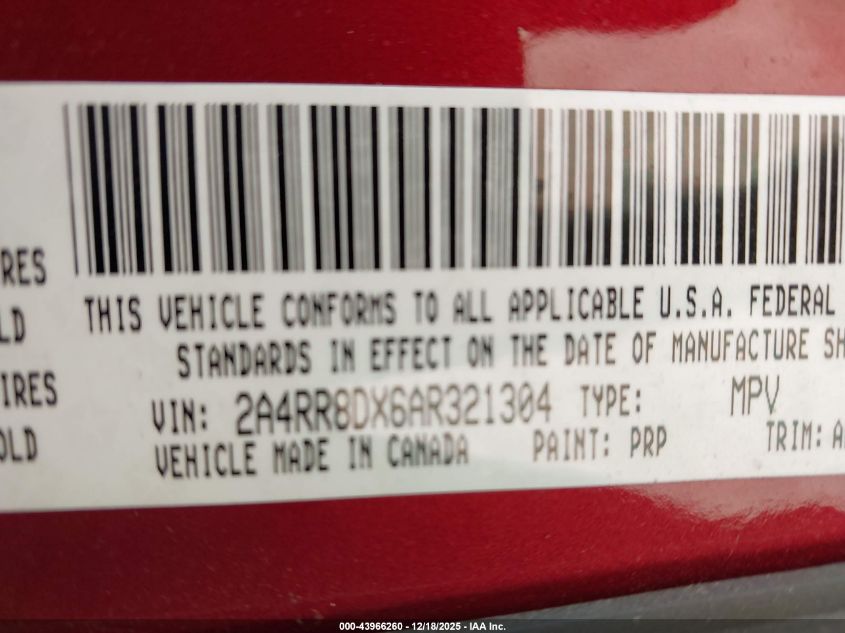 RES
LD
IRES
OLD
THIS VEHICLE CONFORMS TO ALL APPLICABLE U.S.A. FEDERAL
STANDARDS IN EFFECT ON THE DATE OF MANUFACTURE SH
VIN: 2A4RR8DX6AR321304 TYPE: MPV
VEHICLE MADE IN CANADA PAINT: PRP TRIM: A
000-43966260 - 12/18/2025 - IAA Inc.